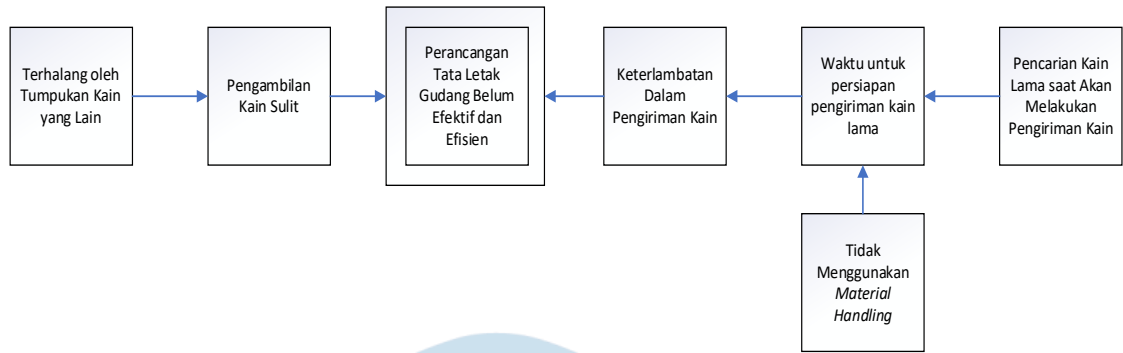 Terhalang oleh
Tumpukan Kain
yang Lain
Pengambilan
Kain Sulit
Perancangan
Tata Letak
Gudang Belum
Efektif dan
Efisien
Keterlambatan
Dalam
Pengiriman Kain
Waktu untuk
persiapan
pengiriman kain
lama
Pencarian Kain
Lama saat Akan
Melakukan
Pengiriman Kain
Tidak
Menggunakan
Material
Handling